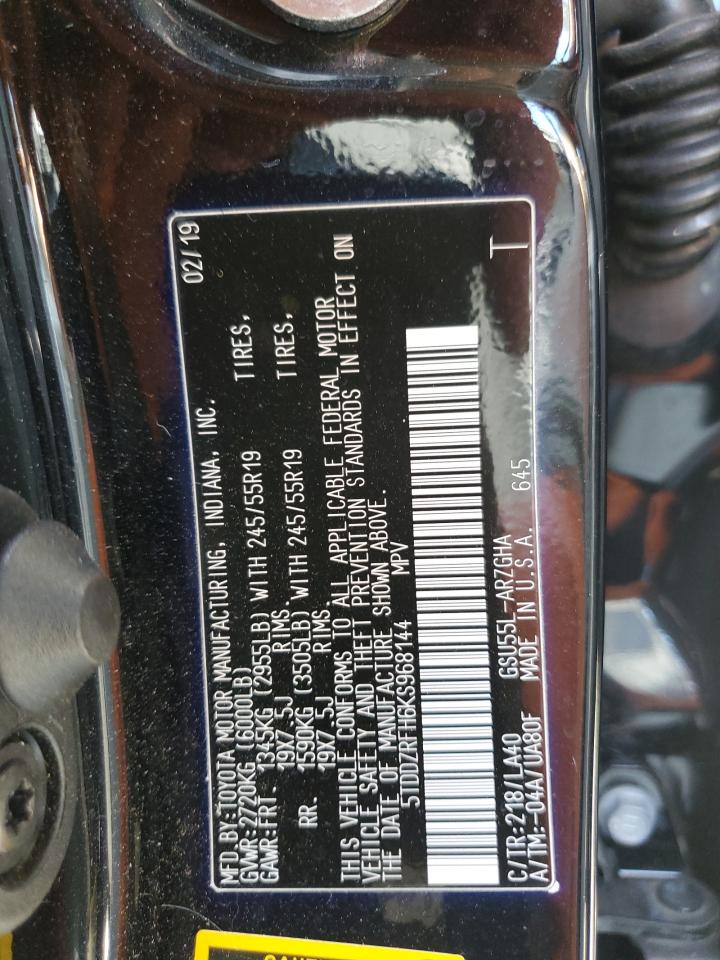 MFD. BY: TOYOTA MOTOR MANUFACTURING, INDIANA, INC. 02/19
GVWR: 2720KG (6000LB)
GAWR: FRT. 1345KG (2955LB) WITH 245/55R19 TIRES,
19X7.5J RIMS.
RR. 1590KG (3505LB) WITH 245/55R19 TIRES,
19X7.5J RIMS.
THIS VEHICLE CONFORMS TO ALL APPLICABLE FEDERAL MOTOR
VEHICLE SAFETY AND THEFT PREVENTION STANDARDS IN EFFECT ON
THE DATE OF MANUFACTURE SHOWN ABOVE.
5TDDZRFH8KS968144 MPV
C/TR: 218/LA40 GSU55L-ARZGHA T
A/TM: -04A/UA80F MADE IN U.S.A. 645